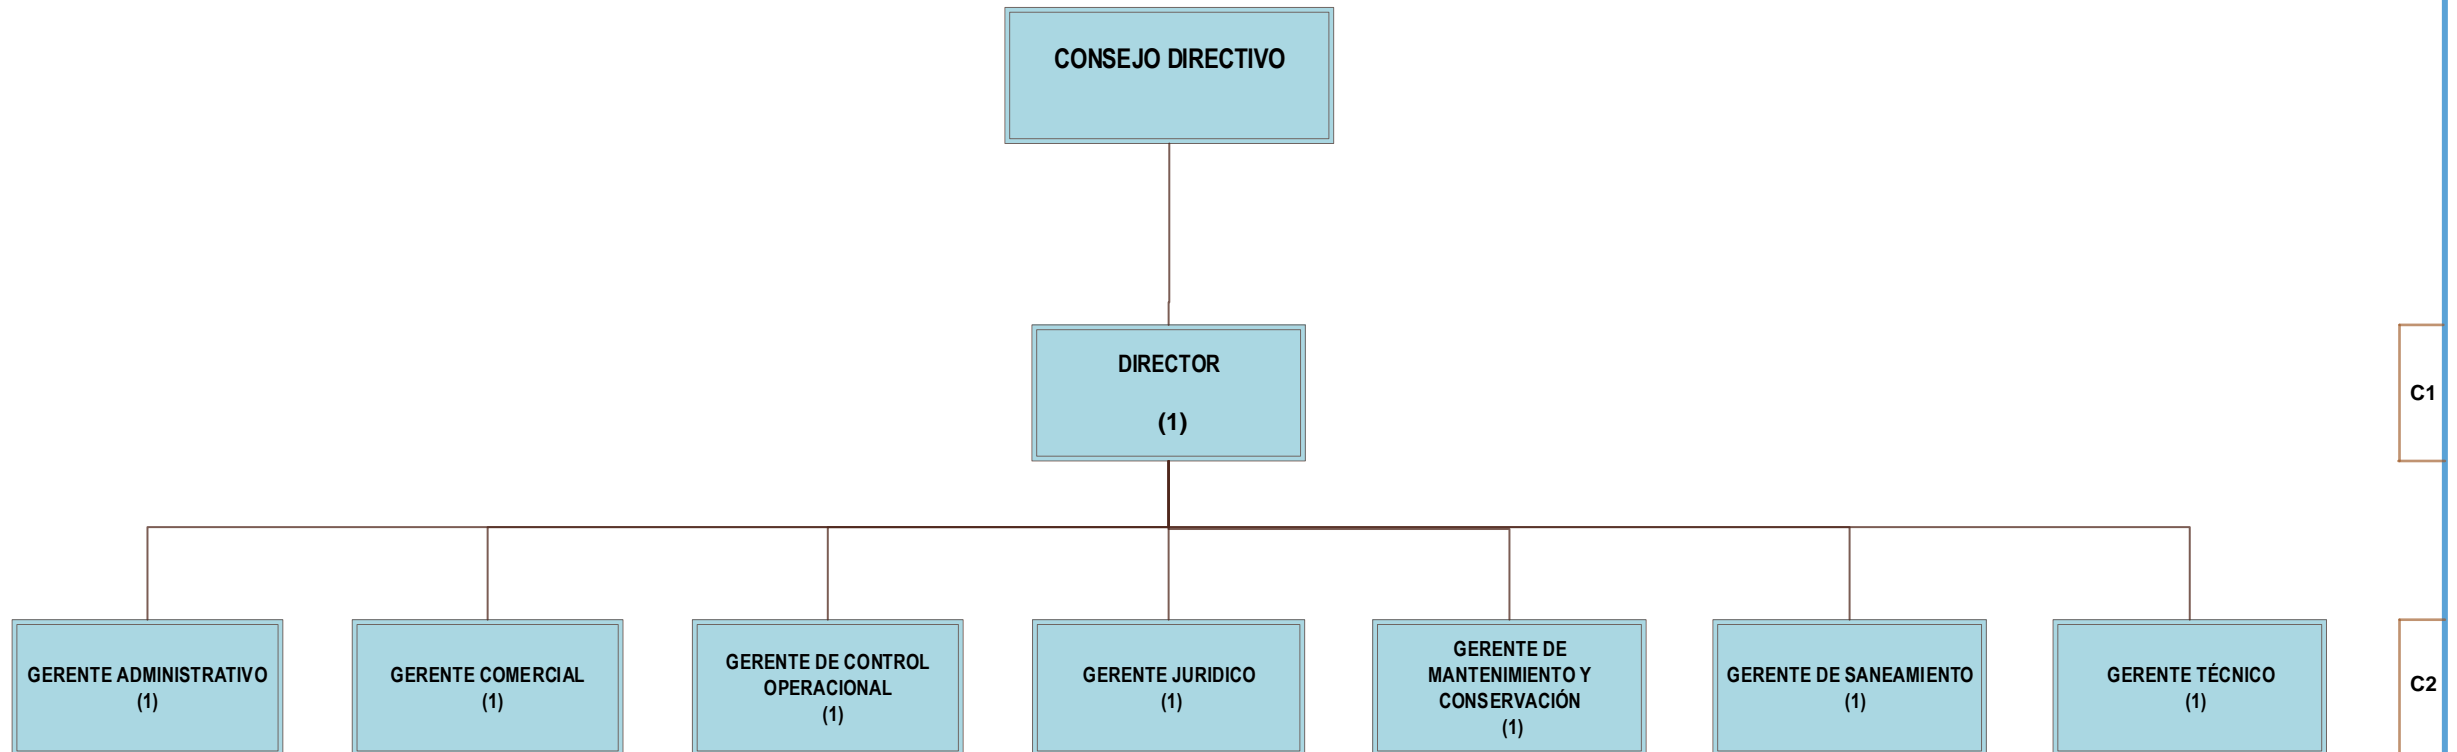 CONSEJO DIRECTIVO
DIRECTOR
(1)
C1
GERENTE ADMINISTRATIVO
(1)
GERENTE COMERCIAL
(1)
GERENTE DE CONTROL
OPERACIONAL
(1)
GERENTE JURIDICO
(1)
GERENTE DE
MANTENIMIENTO Y
CONSERVACIÓN
(1)
GERENTE DE SANEAMIENTO
(1)
GERENTE TÉCNICO
(1)
C2